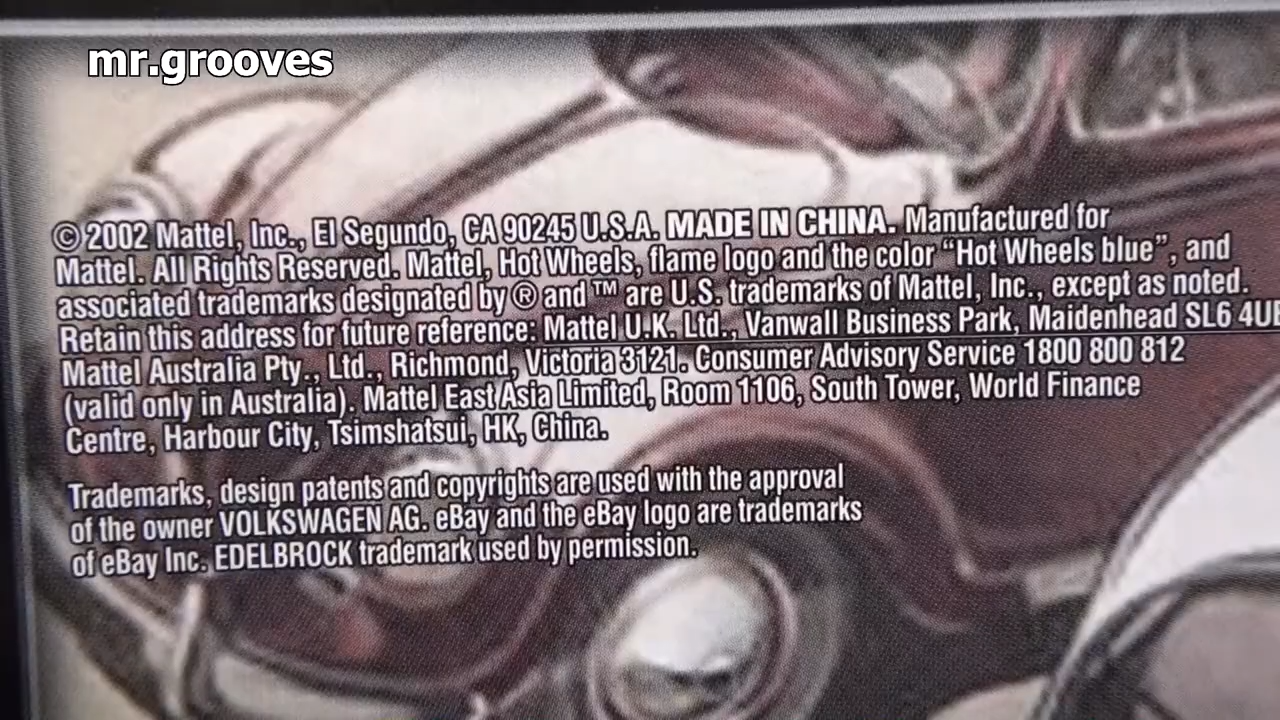 mr.grooves
© 2002 Mattel, Inc., El Segundo, CA 90245 U.S.A. MADE IN CHINA. Manufactured for
Mattel. All Rights Reserved. Mattel, Hot Wheels, flame logo and the color “Hot Wheels blue”, and
associated trademarks designated by ® and ™ are U.S. trademarks of Mattel, Inc., except as noted.
Retain this address for future reference: Mattel U.K. Ltd., Vanwall Business Park, Maidenhead SL6
Mattel Australia Pty., Ltd., Richmond, Victoria 3121. Consumer Advisory Service 1800 800 812
(valid only in Australia). Mattel East Asia Limited, Room 1106, South Tower, World Finance
Centre, Harbour City, Tsimshatsui, HK, China.
Trademarks, design patents and copyrights are used with the approval
of the owner VOLKSWAGEN AG. eBay and the eBay logo are trademarks
of eBay Inc. EDELBROCK trademark used by permission.